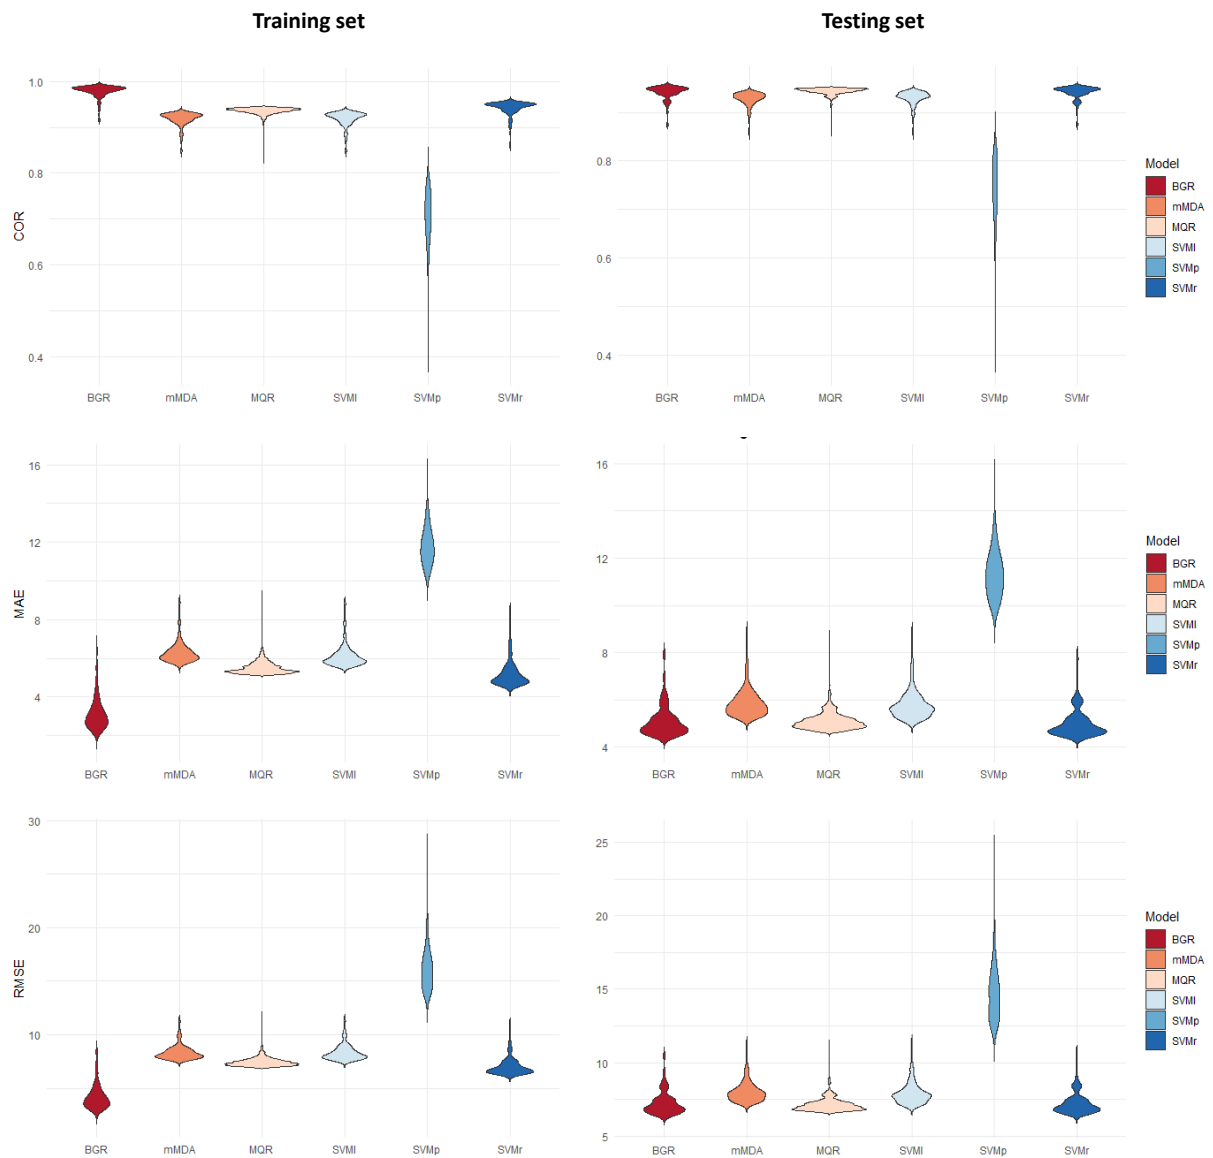 Training set
Testing set
COR
1.0
0.8
0.6
0.4
BGR
mMDA
MQR
SVMl
SVMp
SVMr
0.8
0.6
0.4
BGR
mMDA
MQR
SVMl
SVMp
SVMr
Model
BGR
mMDA
MQR
SVMl
SVMp
SVMr
MAE
16
12
8
4
BGR
mMDA
MQR
SVMl
SVMp
SVMr
16
12
8
4
BGR
mMDA
MQR
SVMl
SVMp
SVMr
Model
BGR
mMDA
MQR
SVMl
SVMp
SVMr
RMSE
30
20
10
BGR
mMDA
MQR
SVMl
SVMp
SVMr
25
20
15
10
5
BGR
mMDA
MQR
SVMl
SVMp
SVMr
Model
BGR
mMDA
MQR
SVMl
SVMp
SVMr